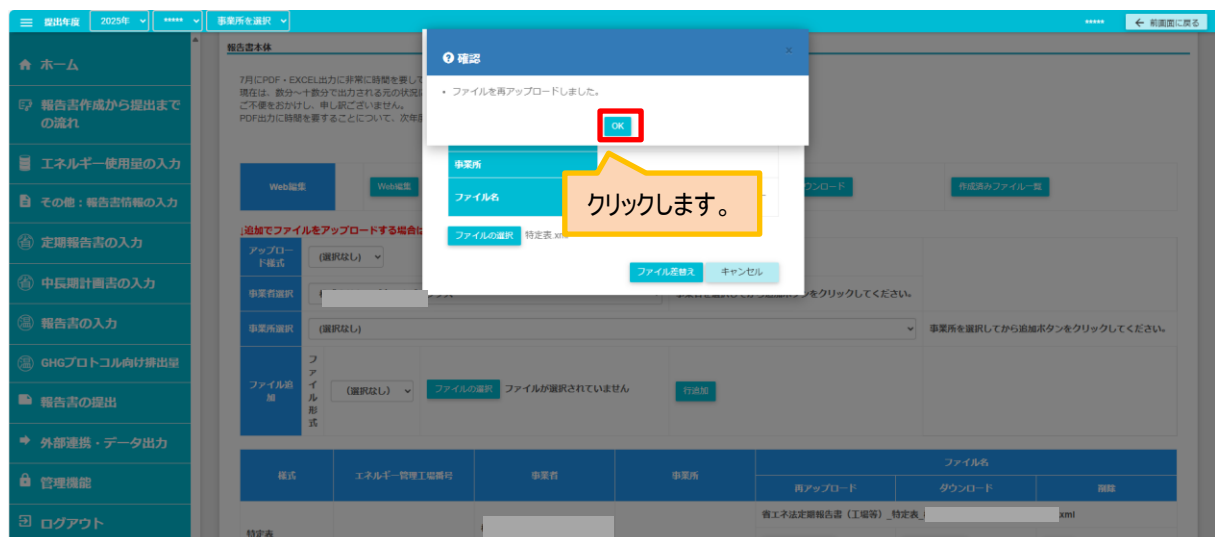 提出年度 2025年 ***** 事業所を選択 ***** ← 前画面に戻る
ホーム
報告書作成から提出までの流れ
エネルギー使用量の入力
その他：報告書情報の入力
定期報告書の入力
中長期計画書の入力
報告書の入力
GHGプロトコル向け排出量
報告書の提出
外部連携・データ出力
管理機能
ログアウト
報告書本体
7月にPDF・EXCEL出力に非常に時間を要して
現在は、数分～十数分で出力される元の状況に
ご不便をおかけし、申し訳ございません。
PDF出力に時間を要することについて、次年度
確認 ×
・ ファイルを再アップロードしました。
OK
事業所
ファイル名
ファイルの選択 特定表.xml
ファイル差替え キャンセル
クリックします。
Web編集 Web編集 ウンロード 作成済みファイル一覧
↓追加でファイルをアップロードする場合は
アップロード様式 (選択なし)
事業者選択 事業者を選択してから追加ボタンをクリックしてください。
事業所選択 (選択なし) 事業所を選択してから追加ボタンをクリックしてください。
ファイル追加 ファイル形式 (選択なし) ファイルの選択 ファイルが選択されていません 行追加
様式 エネルギー管理工場番号 事業者 事業所 ファイル名
再アップロード ダウンロード 削除
特定表 省エネ法定期報告書（工場等）_特定表_ xml